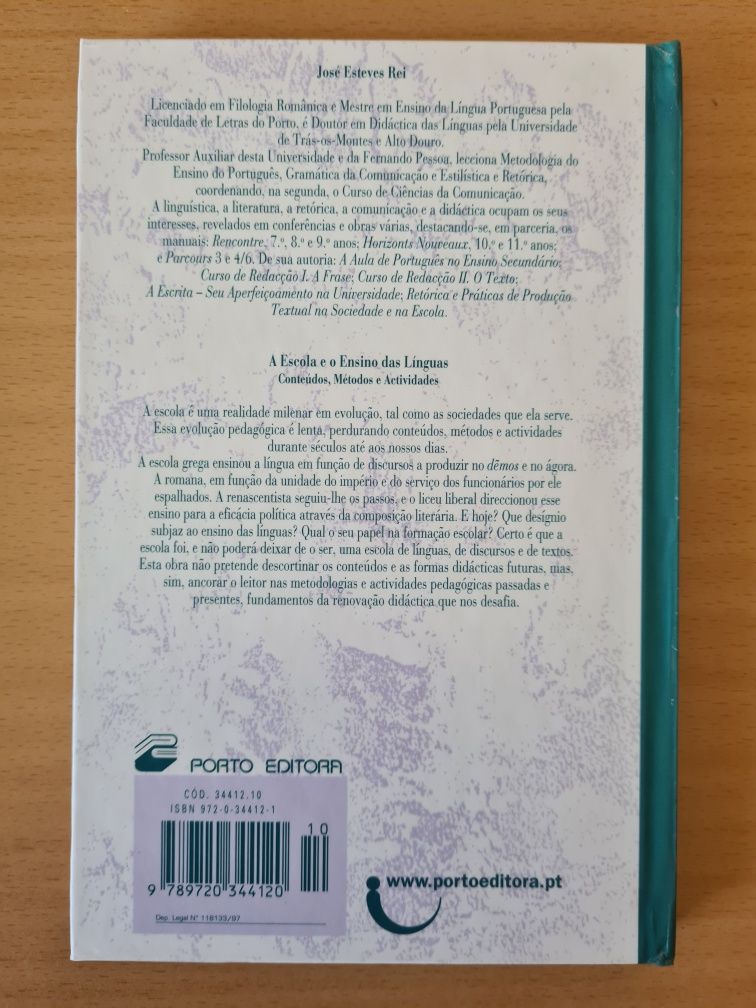 José Esteves Rei
Licenciado em Filologia Românica e Mestre em Ensino da Língua Portuguesa pela
Faculdade de Letras do Porto, é Doutor em Didáctica das Línguas pela Universidade
de Trás-os-Montes e Alto Douro.
Professor Auxiliar desta Universidade e da Fernando Pessoa, lecciona Metodologia do
Ensino do Português, Gramática da Comunicação e Estilística e Retórica,
coordenando, na segunda, o Curso de Ciências da Comunicação.
A linguística, a literatura, a retórica, a comunicação e a didáctica ocupam os seus
interesses, revelados em conferências e obras várias, destacando-se, em parceria, os
manuais: Rencontre, 7.º, 8.º e 9.º anos; Horizonts Nouveaux, 10.º e 11.º anos;
e Parcours 3 e 4/6. De sua autoria: A Aula de Português no Ensino Secundário;
Curso de Redacção I. A Frase; Curso de Redacção II. O Texto;
A Escrita – Seu Aperfeiçoamento na Universidade; Retórica e Práticas de Produção
Textual na Sociedade e na Escola.
A Escola e o Ensino das Línguas
Conteúdos, Métodos e Actividades
A escola é uma realidade milenar em evolução, tal como as sociedades que ela serve.
Essa evolução pedagógica é lenta, perdurando conteúdos, métodos e actividades
durante séculos até aos nossos dias.
A escola grega ensinou a língua em função de discursos a produzir no dêmos e no ágora.
A romana, em função da unidade do império e do serviço dos funcionários por ele
espalhados. A renascentista seguiu-lhe os passos, e o liceu liberal direccionou esse
ensino para a eficácia política através da composição literária. E hoje? Que desígnio
subjaz ao ensino das línguas? Qual o seu papel na formação escolar? Certo é que a
escola foi, e não poderá deixar de o ser, uma escola de línguas, de discursos e de textos.
Esta obra não pretende descortinar os conteúdos e as formas didácticas futuras, mas,
sim, ancorar o leitor nas metodologias e actividades pedagógicas passadas e
presentes, fundamentos da renovação didáctica que nos desafia.
PORTO EDITORA
CÓD. 34412.10
ISBN 972-0-34412-1
10
9 789720 344120
Dep. Legal N° 118133/97
www.portoeditora.pt